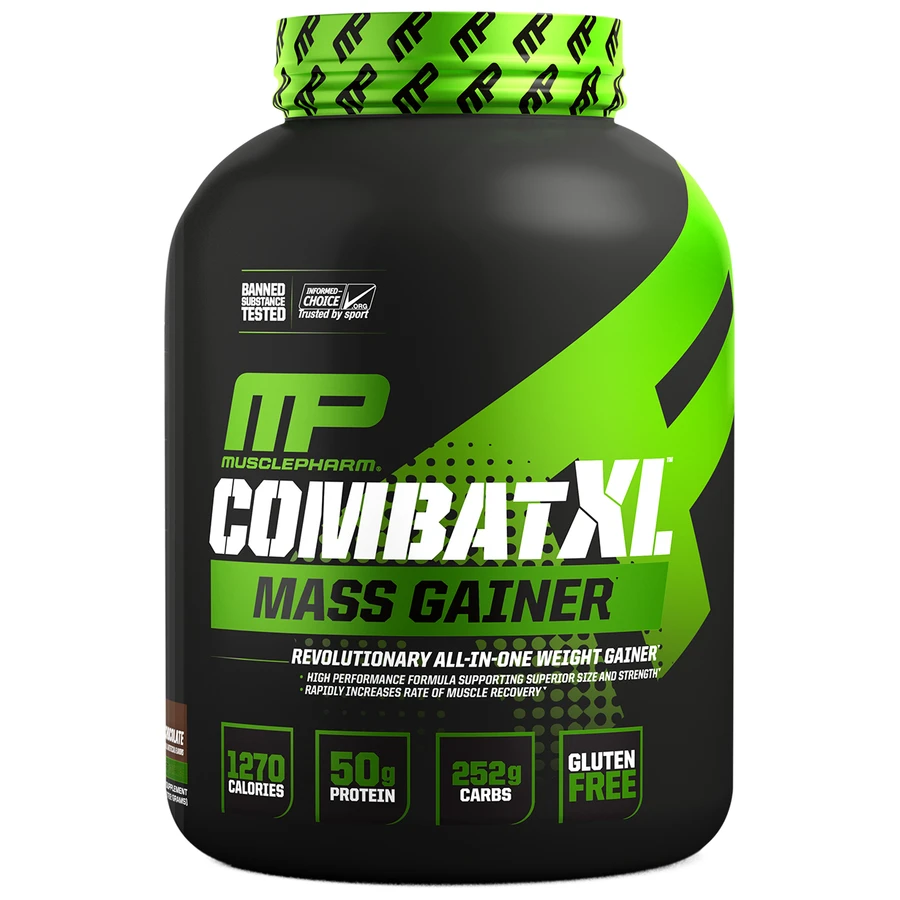 BANNED
SUBSTANCE
TESTED
INFORMED–
CHOICE
.ORG
Trusted by sport
MP
MUSCLEPHARM®
COMBAT XL™
MASS GAINER
REVOLUTIONARY ALL-IN-ONE WEIGHT GAINER*
· HIGH PERFORMANCE FORMULA SUPPORTING SUPERIOR SIZE AND STRENGTH*
· RAPIDLY INCREASES RATE OF MUSCLE RECOVERY*
1270
CALORIES
50g
PROTEIN
252g
CARBS
GLUTEN
FREE